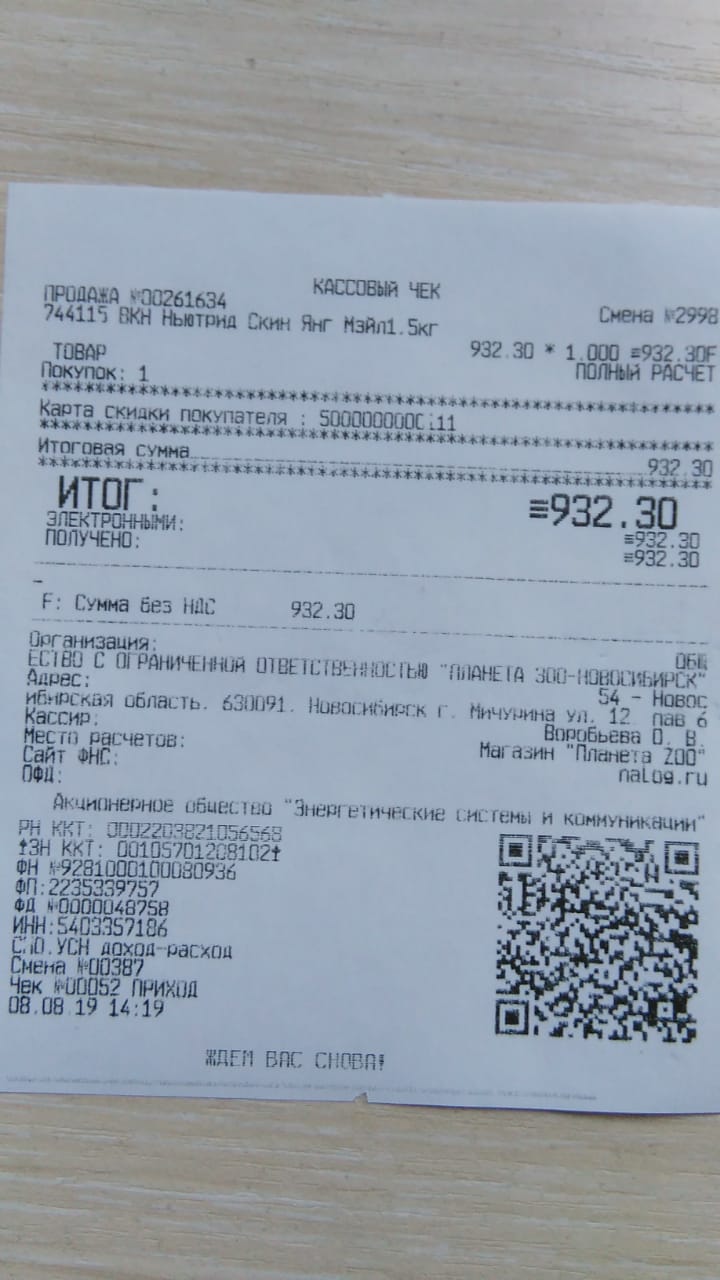 КАССОВЫЙ ЧЕК
ПРОДАЖА №00261634 Смена №2998
744115 ВКН Ньютрид Скин Янг Мэйл1.5кг
932.30 * 1.000 ≡932.30F
ТОВАР ПОЛНЫЙ РАСЧЕТ
Покупок: 1
****************************************
Карта скидки покупателя :
****************************************
Итоговая сумма 932.30
****************************************
ИТОГ: ≡932.30
ЭЛЕКТРОННЫМИ: ≡932.30
ПОЛУЧЕНО: ≡932.30
F: Сумма без НДС 932.30
Организация: ОБЩ
ЕСТВО С ОГРАНИЧЕННОЙ ОТВЕТСТВЕННОСТЬЮ "ПЛАНЕТА ЗОО-НОВОСИБИРСК"
Адрес: 54 - Новос
ибирская область. 630091. Новосибирск г. Мичурина ул. 12 пав 6
Кассир: Воробьева О. В.
Место расчетов: Магазин "Планета ZOO"
Сайт ФНС: nalog.ru
ОФД:
Акционерное общество "Энергетические системы и коммуникации"
РН ККТ: 0002203821056568
†ЗН ККТ: 00105701208102†
ФН №9281000100080936
ФП:2235339757
ФД №0000048758
ИНН:5403357186
СНО.УСН доход-расход
Смена №00387
Чек №00052 ПРИХОД
08.08.19 14:19
ЖДЕМ ВАС СНОВА!